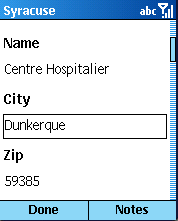 Syracuse abc
Name
Centre Hospitalier
City
Dunkerque
Zip
59385
Done Notes